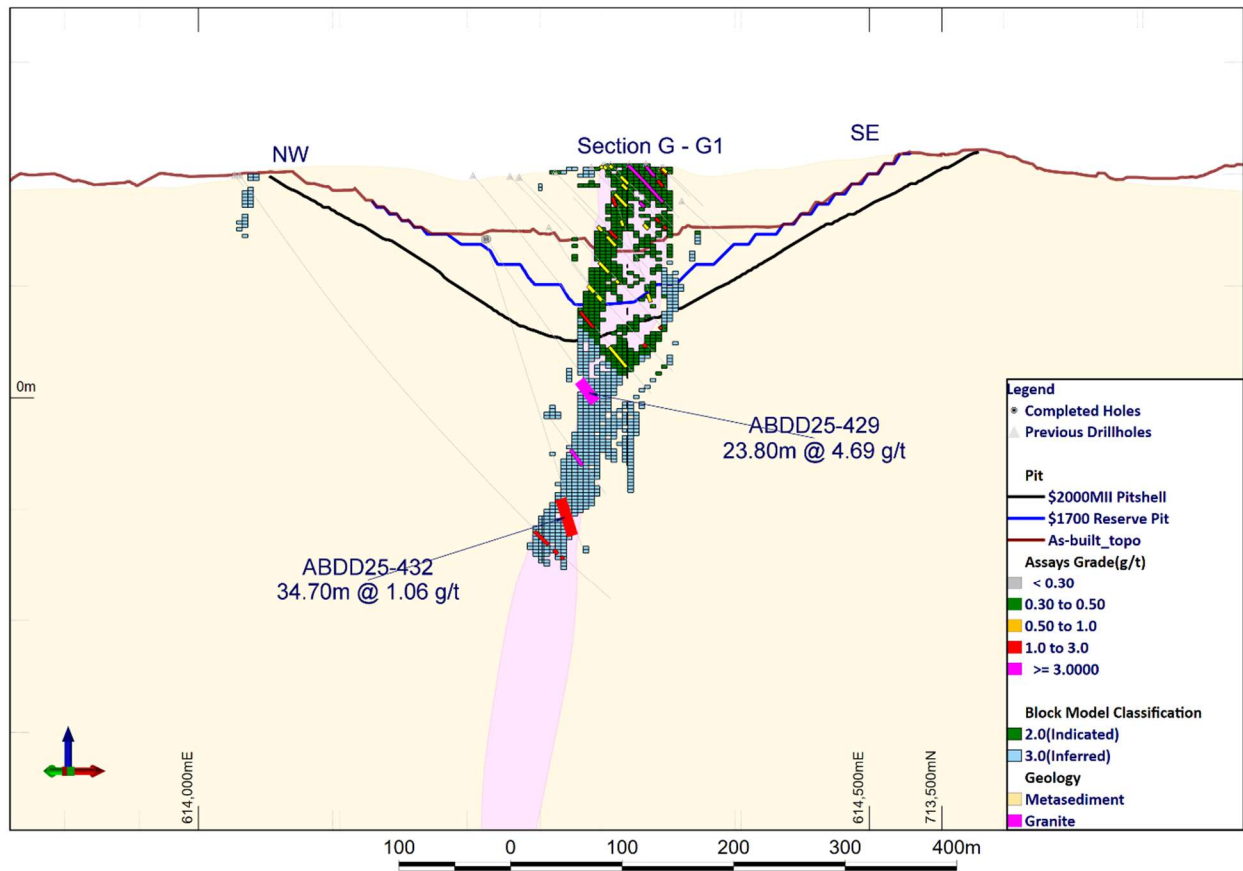 NW
Section G - G1
SE
0m
ABDD25-429
23.80m @ 4.69 g/t
ABDD25-432
34.70m @ 1.06 g/t
614,000mE
614,500mE
713,500mN
Legend
Completed Holes
Previous Drillholes
Pit
$2000MII Pitshell
$1700 Reserve Pit
As-built_topo
Assays Grade(g/t)
< 0.30
0.30 to 0.50
0.50 to 1.0
1.0 to 3.0
>= 3.0000
Block Model Classification
2.0(Indicated)
3.0(Inferred)
Geology
Metasediment
Granite
100 0 100 200 300 400m